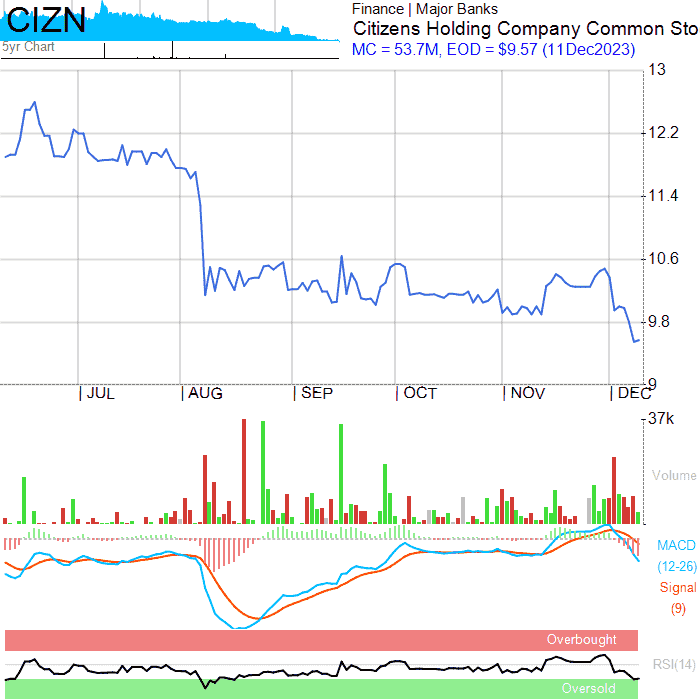 CIZN
5yr Chart
Finance | Major Banks
Citizens Holding Company Common Sto
MC = 53.7M, EOD = $9.57 (11Dec2023)
13
12.2
11.4
10.6
9.8
9
| JUL | AUG | SEP | OCT | NOV | DEC
37k
Volume
MACD
(12-26)
Signal
(9)
Overbought
RSI(14)
Oversold